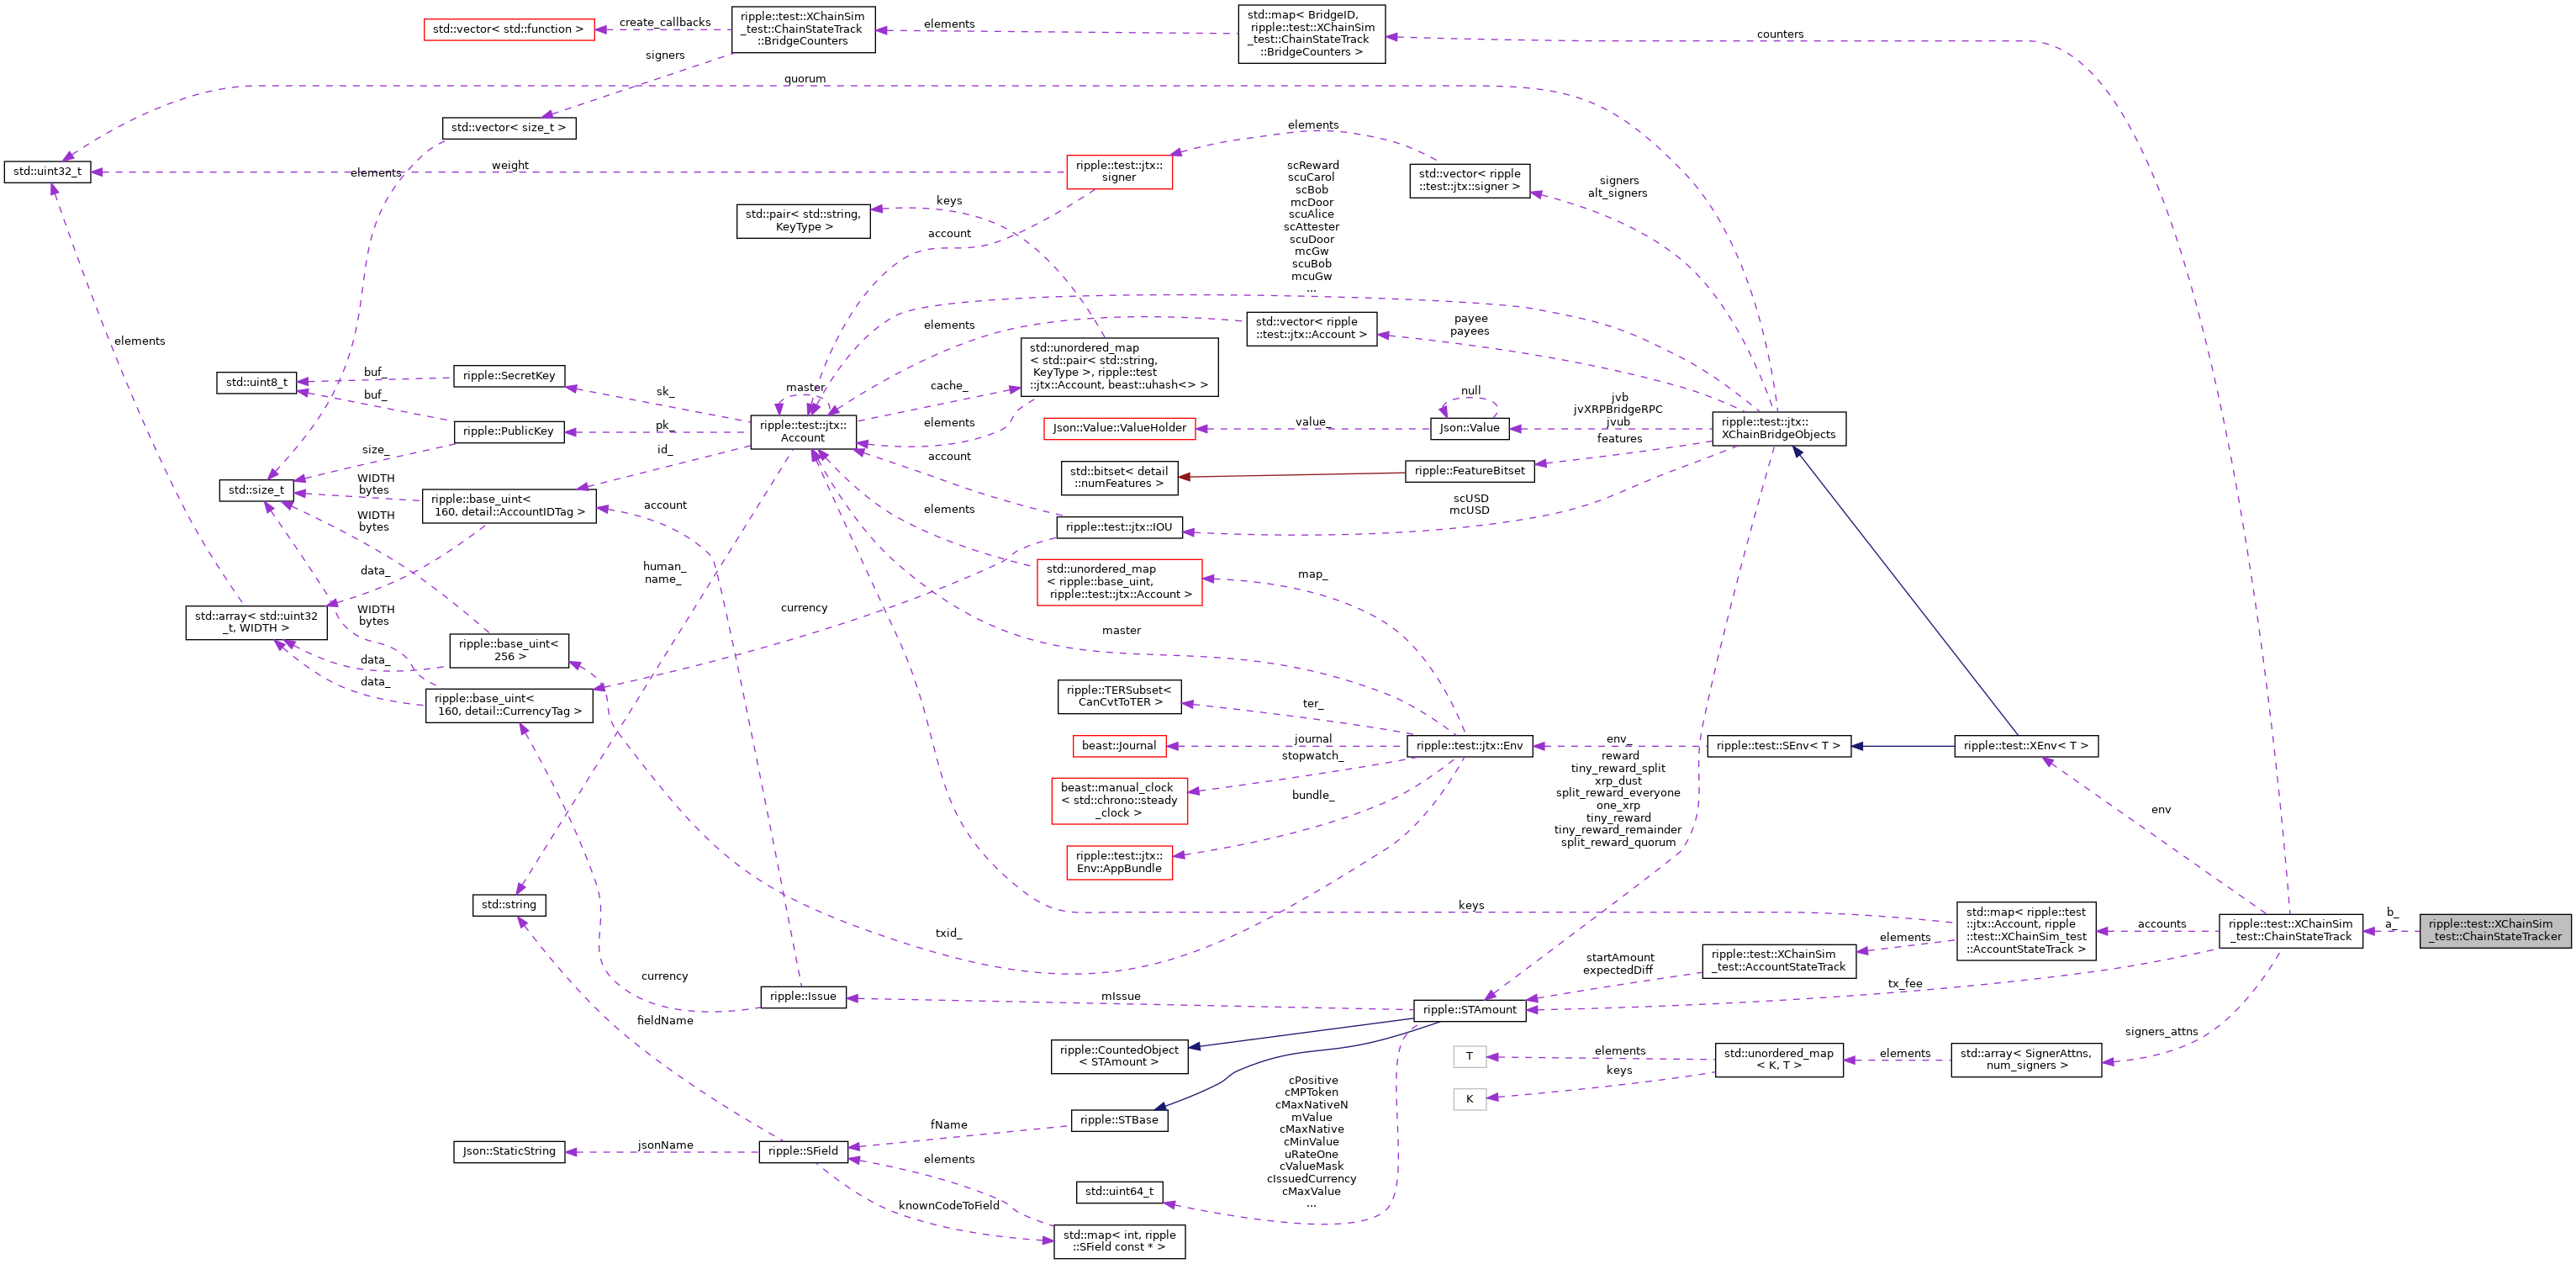 std::vector< std::function >
create_callbacks
ripple::test::XChainSim
_test::ChainStateTrack
::BridgeCounters
elements
std::map< BridgeID,
ripple::test::XChainSim
_test::ChainStateTrack
::BridgeCounters >
counters
signers
quorum
std::vector< size_t >
std::uint32_t
elements
weight
ripple::test::jtx::
signer
elements
std::vector< ripple
::test::jtx::signer >
signers
alt_signers
std::pair< std::string,
KeyType >
keys
account
scReward
scuCarol
scBob
mcDoor
scuAlice
scAttester
scuDoor
mcGw
scuBob
mcuGw
...
elements
std::vector< ripple
::test::jtx::Account >
payee
payees
elements
std::unordered_map
< std::pair< std::string,
KeyType >, ripple::test
::jtx::Account, beast::uhash<> >
std::uint8_t
buf_
ripple::SecretKey
buf_
sk_
master
cache_
ripple::PublicKey
pk_
ripple::test::jtx::
Account
elements
Json::Value::ValueHolder
value_
null
Json::Value
jvb
jvXRPBridgeRPC
jvub
ripple::test::jtx::
XChainBridgeObjects
features
size_
id_
account
std::bitset< detail
::numFeatures >
ripple::FeatureBitset
std::size_t
WIDTH
bytes
ripple::base_uint<
160, detail::AccountIDTag >
account
WIDTH
bytes
elements
ripple::test::jtx::IOU
scUSD
mcUSD
data_
human_
name_
std::unordered_map
< ripple::base_uint,
ripple::test::jtx::Account >
map_
std::array< std::uint32
_t, WIDTH >
WIDTH
bytes
currency
master
ripple::base_uint<
256 >
data_
data_
ripple::base_uint<
160, detail::CurrencyTag >
ripple::TERSubset<
CanCvtToTER >
ter_
beast::Journal
journal
ripple::test::jtx::Env
env_
ripple::test::SEnv< T >
ripple::test::XEnv< T >
stopwatch_
beast::manual_clock
< std::chrono::steady
_clock >
bundle_
reward
tiny_reward_split
xrp_dust
split_reward_everyone
one_xrp
tiny_reward
tiny_reward_remainder
split_reward_quorum
env
ripple::test::jtx::
Env::AppBundle
std::string
keys
std::map< ripple::test
::jtx::Account, ripple
::test::XChainSim_test
::AccountStateTrack >
accounts
ripple::test::XChainSim
_test::ChainStateTrack
b_
a_
ripple::test::XChainSim
_test::ChainStateTracker
txid_
elements
ripple::test::XChainSim
_test::AccountStateTrack
startAmount
expectedDiff
currency
ripple::Issue
mIssue
ripple::STAmount
tx_fee
fieldName
signers_attns
ripple::CountedObject
< STAmount >
T
elements
std::unordered_map
< K, T >
elements
std::array< SignerAttns,
num_signers >
keys
K
cPositive
cMPToken
cMaxNativeN
mValue
cMaxNative
cMinValue
uRateOne
cValueMask
cIssuedCurrency
cMaxValue
...
ripple::STBase
fName
Json::StaticString
jsonName
ripple::SField
elements
std::uint64_t
knownCodeToField
std::map< int, ripple
::SField const * >